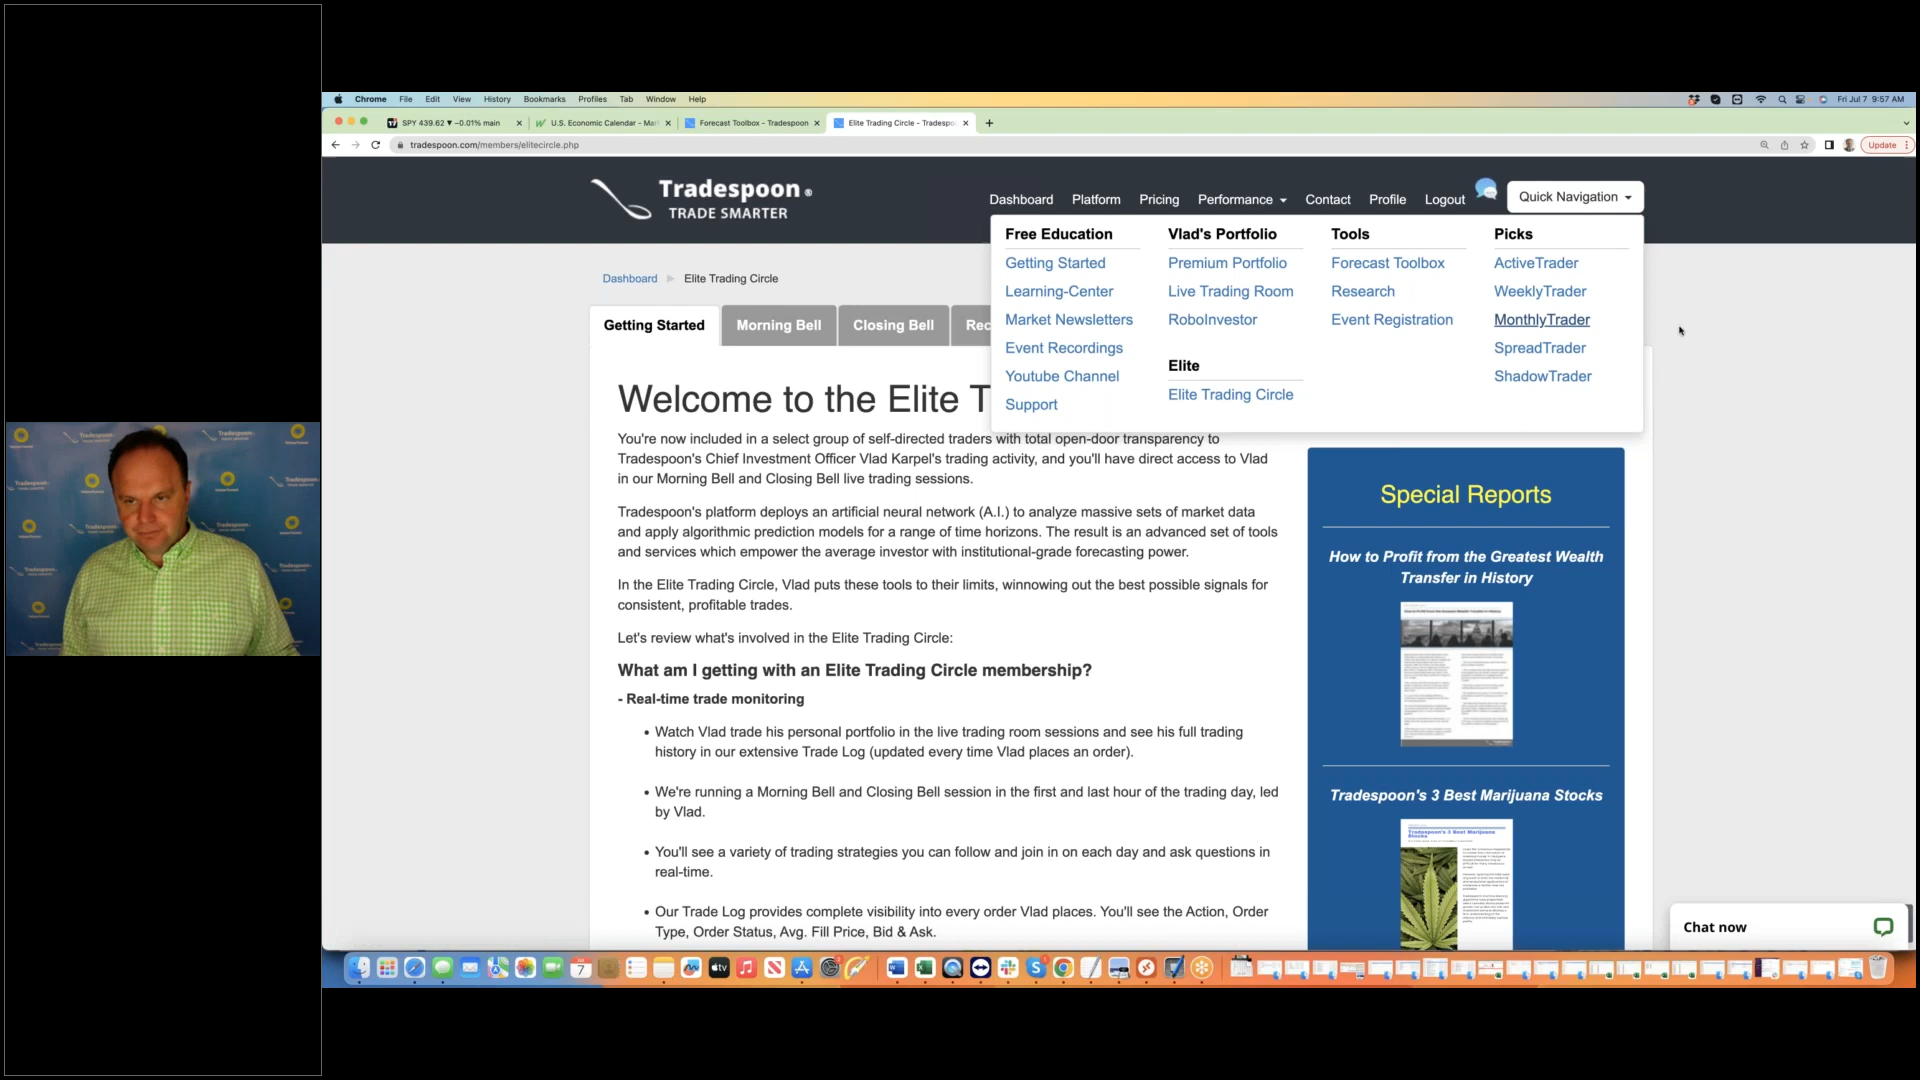 Chrome File Edit View History Bookmarks Profiles Tab Window Help
Fri Jul 7 9:57 AM
SPY 439.62 ▼ −0.01% main
U.S. Economic Calendar - Mar
Forecast Toolbox – Tradespoon
Elite Trading Circle - Tradespo
tradespoon.com/members/elitecircle.php
Update
Tradespoon®
TRADE SMARTER
Dashboard Platform Pricing Performance Contact Profile Logout
Quick Navigation
Free Education
Getting Started
Learning-Center
Market Newsletters
Event Recordings
Youtube Channel
Support
Vlad's Portfolio
Premium Portfolio
Live Trading Room
RoboInvestor
Elite
Elite Trading Circle
Tools
Forecast Toolbox
Research
Event Registration
Picks
ActiveTrader
WeeklyTrader
MonthlyTrader
SpreadTrader
ShadowTrader
Dashboard Elite Trading Circle
Getting Started Morning Bell Closing Bell Rec
Welcome to the Elite T
You're now included in a select group of self-directed traders with total open-door transparency to
Tradespoon's Chief Investment Officer Vlad Karpel's trading activity, and you'll have direct access to Vlad
in our Morning Bell and Closing Bell live trading sessions.
Tradespoon's platform deploys an artificial neural network (A.I.) to analyze massive sets of market data
and apply algorithmic prediction models for a range of time horizons. The result is an advanced set of tools
and services which empower the average investor with institutional-grade forecasting power.
In the Elite Trading Circle, Vlad puts these tools to their limits, winnowing out the best possible signals for
consistent, profitable trades.
Let's review what's involved in the Elite Trading Circle:
What am I getting with an Elite Trading Circle membership?
- Real-time trade monitoring
• Watch Vlad trade his personal portfolio in the live trading room sessions and see his full trading
history in our extensive Trade Log (updated every time Vlad places an order).
• We're running a Morning Bell and Closing Bell session in the first and last hour of the trading day, led
by Vlad.
• You'll see a variety of trading strategies you can follow and join in on each day and ask questions in
real-time.
• Our Trade Log provides complete visibility into every order Vlad places. You'll see the Action, Order
Type, Order Status, Avg. Fill Price, Bid & Ask.
Special Reports
How to Profit from the Greatest Wealth
Transfer in History
Tradespoon's 3 Best Marijuana Stocks
Tradespoon's 3 Best Marijuana
Stocks
Chat now
Tradespoon
tv
7